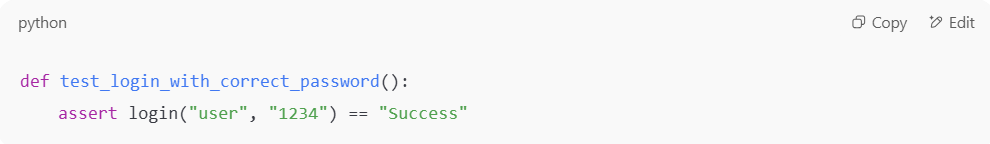 python
Copy
Edit
def test_login_with_correct_password():
    assert login("user", "1234") == "Success"